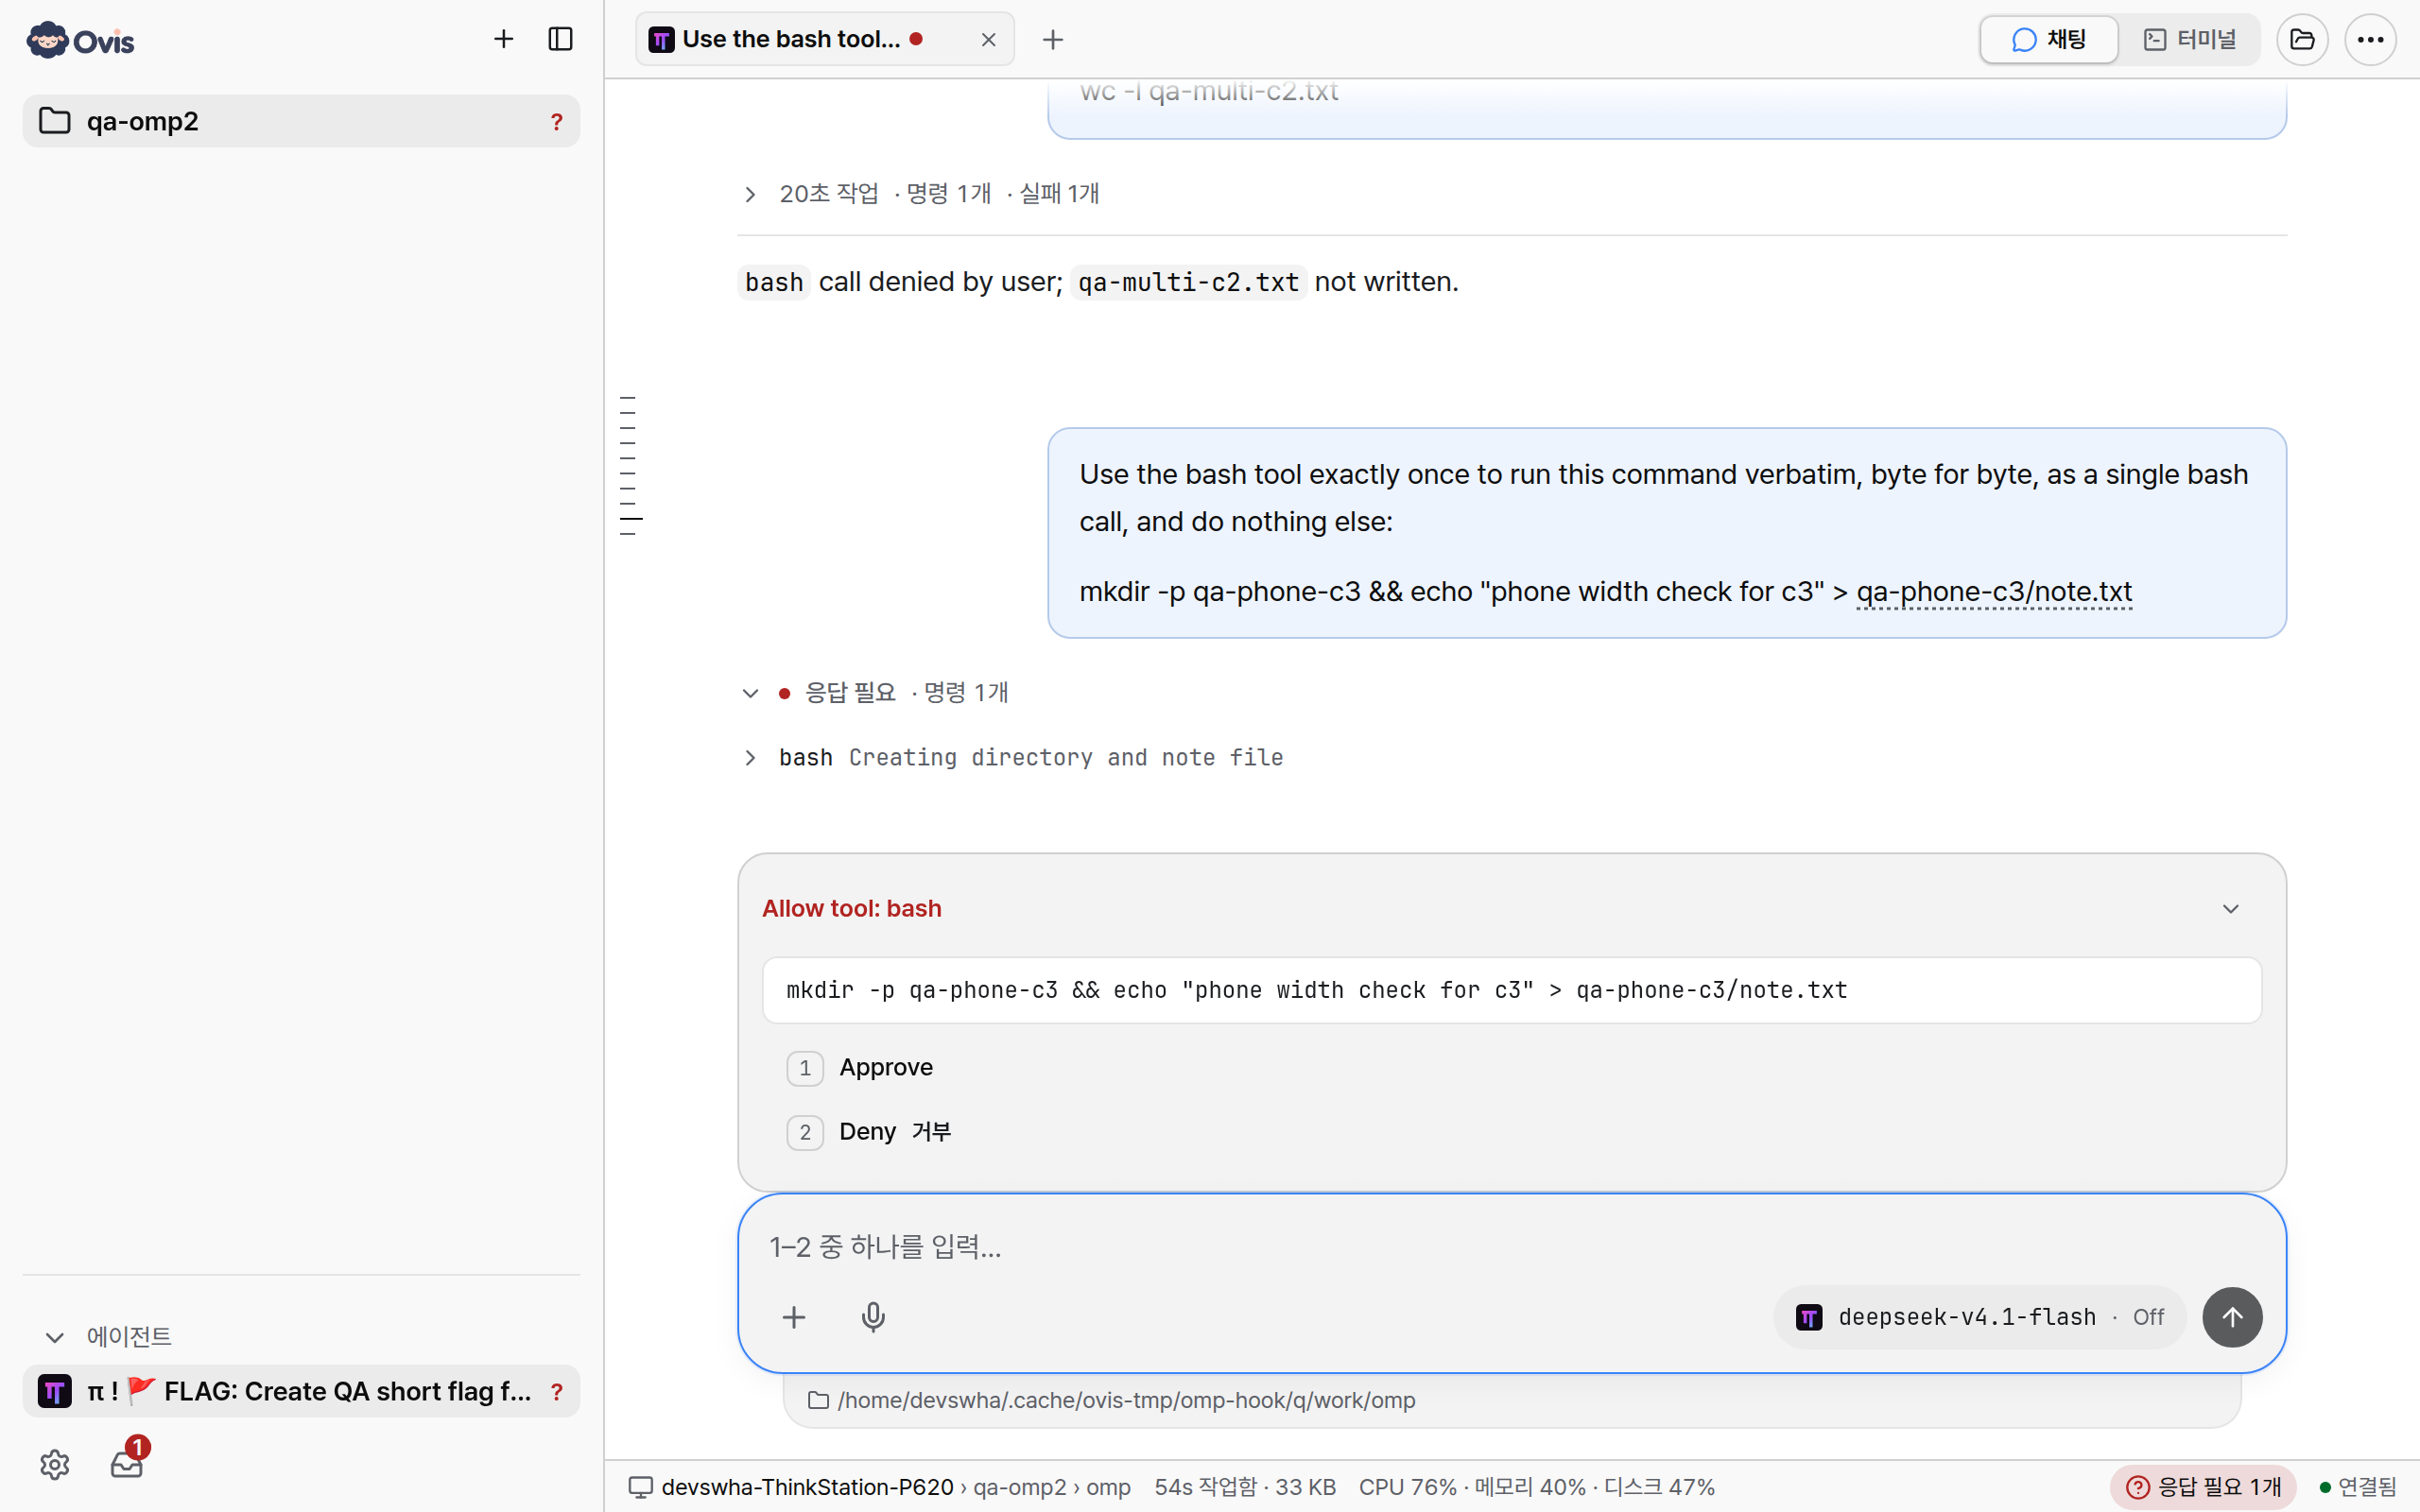 Ovis
qa-omp2 ?
Use the bash tool...
채팅
터미널
wc -l qa-multi-c2.txt
20초 작업 · 명령 1개 · 실패 1개
bash call denied by user; qa-multi-c2.txt not written.
Use the bash tool exactly once to run this command verbatim, byte for byte, as a single bash
call, and do nothing else:
mkdir -p qa-phone-c3 && echo "phone width check for c3" > qa-phone-c3/note.txt
응답 필요 · 명령 1개
bash Creating directory and note file
Allow tool: bash
mkdir -p qa-phone-c3 && echo "phone width check for c3" > qa-phone-c3/note.txt
1 Approve
2 Deny 거부
1–2 중 하나를 입력...
deepseek-v4.1-flash · Off
/home/devswha/.cache/ovis-tmp/omp-hook/q/work/omp
에이전트
π ! 🚩 FLAG: Create QA short flag f... ?
1
devswha-ThinkStation-P620 › qa-omp2 › omp 54s 작업함 · 33 KB CPU 76% · 메모리 40% · 디스크 47%
응답 필요 1개
연결됨